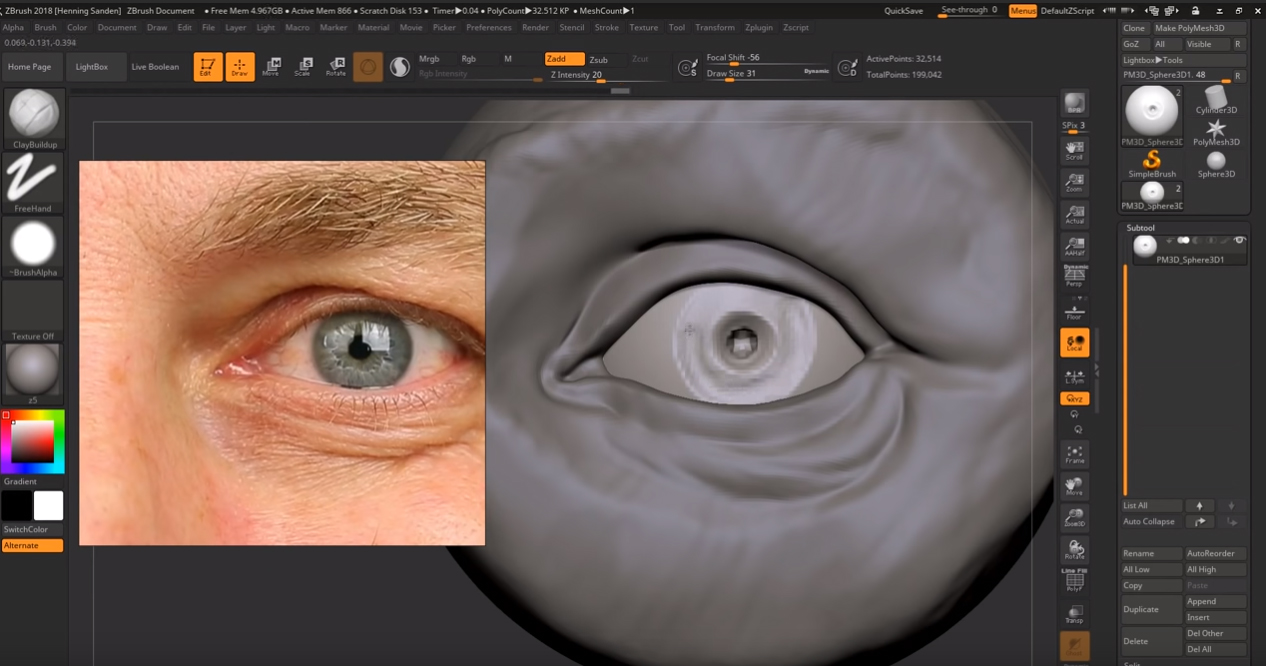 ZBrush 2018 [Henning Sanden] ZBrush Document • Free Mem 4.967GB • Active Mem 866 • Scratch Disk 153 • Timer▶0.04 • PolyCount▶32.512 KP • MeshCount▶1 QuickSave See-through 0 Menus DefaultZScript
Alpha Brush Color Document Draw Edit File Layer Light Macro Marker Material Movie Picker Preferences Render Stencil Stroke Texture Tool Transform Zplugin Zscript
0.069,-0.131,-0.394
Home Page LightBox Live Boolean
Edit Draw Move Scale Rotate
Mrgb Rgb M
Rgb Intensity
Zadd Zsub Zcut
Z Intensity 20
S
Focal Shift -56
Draw Size 31 Dynamic
D
ActivePoints: 32,514
TotalPoints: 199,042
ClayBuildup
FreeHand
~BrushAlpha
Texture Off
z5
Gradient
SwitchColor
Alternate
BPR
SPix 3
Scroll
Zoom
Actual
AAHalf
Dynamic
Persp
Floor
Local
L.Sym
XYZ
Frame
Move
Zoom3D
Rotate
Line Fill
PolyF
Transp
Clone Make PolyMesh3D
GoZ All Visible R
Lightbox▶Tools
PM3D_Sphere3D1. 48 R
2
Cylinder3D
PM3D_Sphere3D PolyMesh3D
SimpleBrush Sphere3D
2
PM3D_Sphere3D
Subtool
PM3D_Sphere3D1
List All
Auto Collapse
Rename AutoReorder
All Low All High
Copy Paste
Duplicate Append
Insert
Delete Del Other
Del All
Split